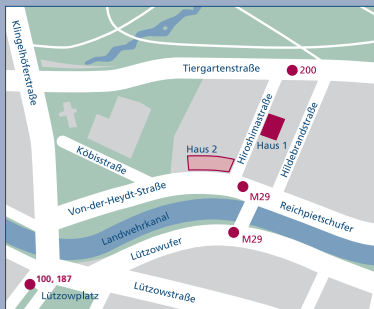 Klingelhöferstraße
Tiergartenstraße
200
Hiroshimastraße
Hildebrandstraße
Haus 1
Haus 2
Köbisstraße
Von-der-Heydt-Straße
M29
Reichpietschufer
Landwehrkanal
Lützowufer
M29
100, 187
Lützowplatz
Lützowstraße